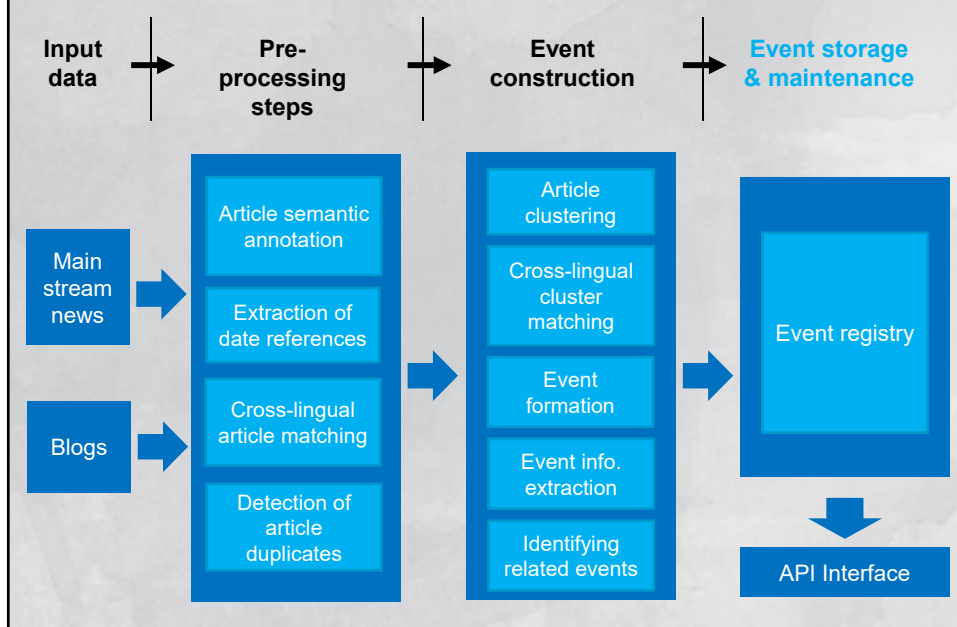 Input
data
Pre-
processing
steps
Event
construction
Event storage
& maintenance
Main
stream
news
Blogs
Article semantic
annotation
Extraction of
date references
Cross-lingual
article matching
Detection of
article
duplicates
Article
clustering
Cross-lingual
cluster
matching
Event
formation
Event info.
extraction
Identifying
related events
Event registry
API Interface